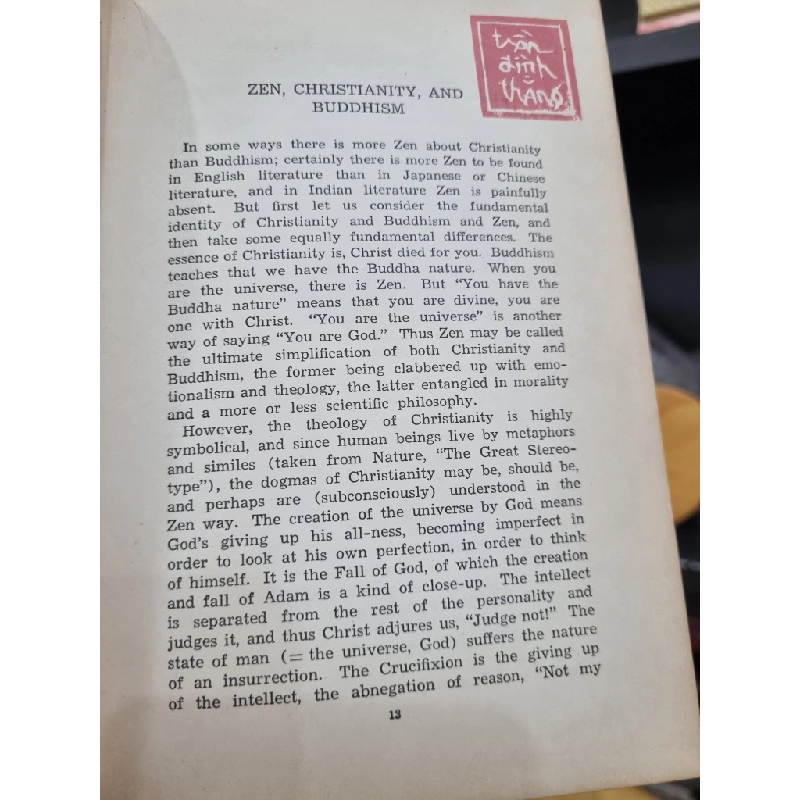 trần
đình
thăng
ZEN, CHRISTIANITY, AND
BUDDHISM
In some ways there is more Zen about Christianity
than Buddhism; certainly there is more Zen to be found
in English literature than in Japanese or Chinese
literature, and in Indian literature Zen is painfully
absent. But first let us consider the fundamental
identity of Christianity and Buddhism and Zen, and
then take some equally fundamental differences. The
essence of Christianity is, Christ died for you. Buddhism
teaches that we have the Buddha nature. When you
are the universe, there is Zen. But “You have the
Buddha nature” means that you are divine, you are
one with Christ. “You are the universe” is another
way of saying “You are God.” Thus Zen may be called
the ultimate simplification of both Christianity and
Buddhism, the former being clabbered up with emo-
tionalism and theology, the latter entangled in morality
and a more or less scientific philosophy.
However, the theology of Christianity is highly
symbolical, and since human beings live by metaphors
and similes (taken from Nature, “The Great Stereo-
type”), the dogmas of Christianity may be, should be,
and perhaps are (subconsciously) understood in the
Zen way. The creation of the universe by God means
God's giving up his all-ness, becoming imperfect in
order to look at his own perfection, in order to think
of himself. It is the Fall of God, of which the creation
and fall of Adam is a kind of close-up. The intellect
is separated from the rest of the personality and
judges it, and thus Christ adjures us, “Judge not!” The
state of man (= the universe, God) suffers the nature
of an insurrection. The Crucifixion is the giving up
of the intellect, the abnegation of reason, “Not my
13